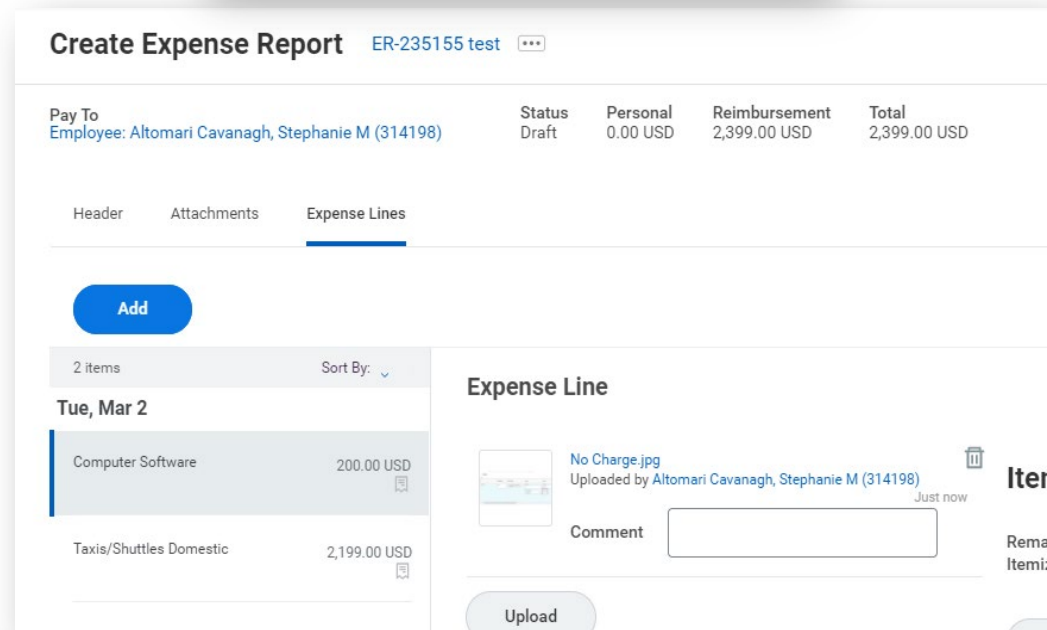 Create Expense Report ER-235155 test
Pay To
Employee: Altomari Cavanagh, Stephanie M (314198)
Status Personal Reimbursement Total
Draft 0.00 USD 2,399.00 USD 2,399.00 USD
Header Attachments Expense Lines
Add
2 items Sort By:
Tue, Mar 2
Computer Software 200.00 USD
Taxis/Shuttles Domestic 2,199.00 USD
Expense Line
No Charge.jpg
Uploaded by Altomari Cavanagh, Stephanie M (314198)
Just now
Comment
Upload